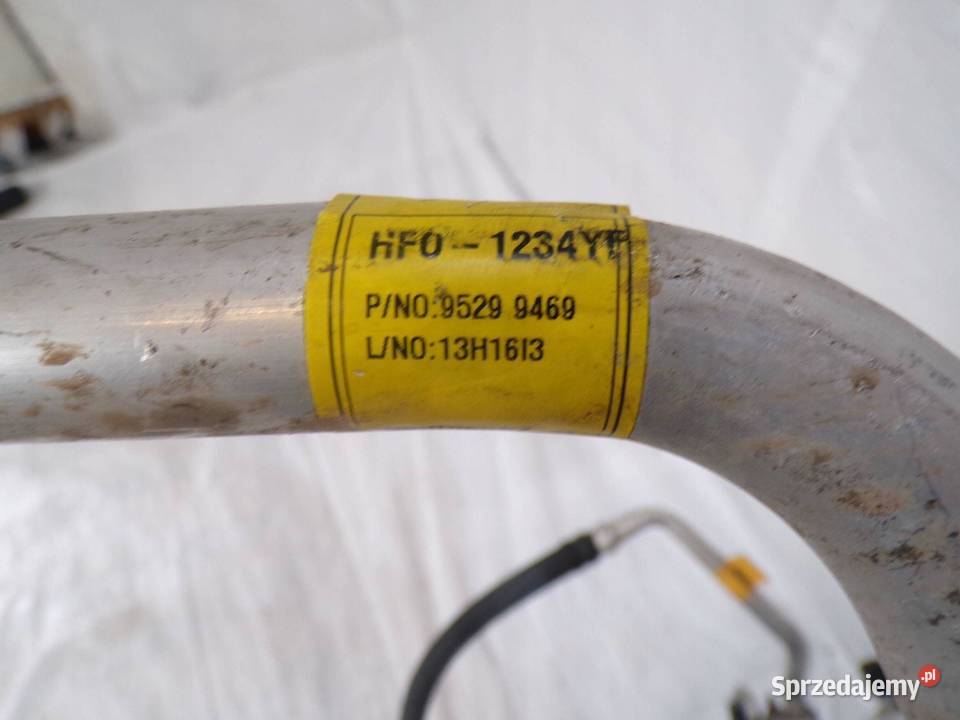 HFO - 1234YF
P/NO:9529 9469
L/NO:13H16I3
Sprzedajemy.pl